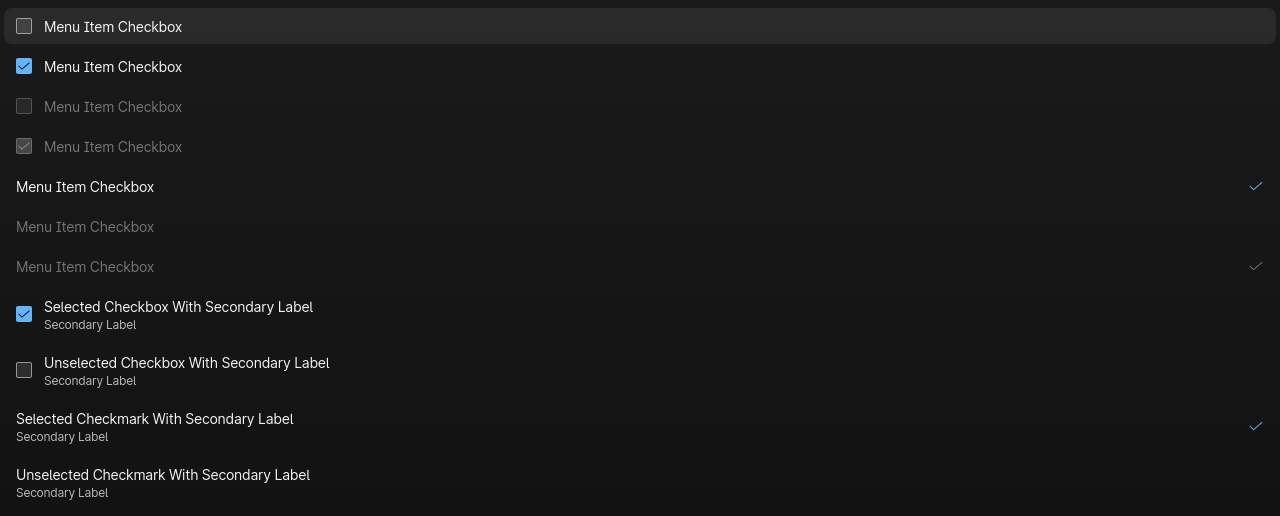 Menu Item Checkbox
Menu Item Checkbox
Menu Item Checkbox
Menu Item Checkbox
Menu Item Checkbox
Menu Item Checkbox
Menu Item Checkbox
Selected Checkbox With Secondary Label
Secondary Label
Unselected Checkbox With Secondary Label
Secondary Label
Selected Checkmark With Secondary Label
Secondary Label
Unselected Checkmark With Secondary Label
Secondary Label